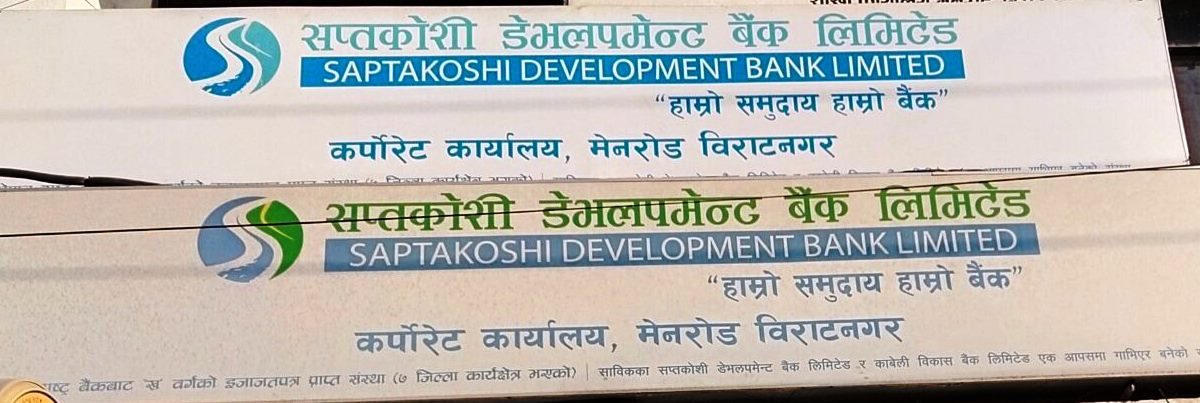 सप्तकोशी डेभलपमेन्ट बैंक लिमिटेड
SAPTAKOSHI DEVELOPMENT BANK LIMITED
“हाम्रो समुदाय हाम्रो बैंक”
कर्पोरेट कार्यालय, मेनरोड विराटनगर
सप्तकोशी डेभलपमेन्ट बैंक लिमिटेड
SAPTAKOSHI DEVELOPMENT BANK LIMITED
“हाम्रो समुदाय हाम्रो बैंक”
कर्पोरेट कार्यालय, मेनरोड विराटनगर
बैंकबाट 'ख' वर्गको इजाजतपत्र प्राप्त संस्था (७ जिल्ला कार्यक्षेत्र भएको) | साविकका सप्तकोशी डेभलपमेन्ट बैंक लिमिटेड र काबेली विकास बैंक लिमिटेड एक आपसमा गाभिएर बनेको